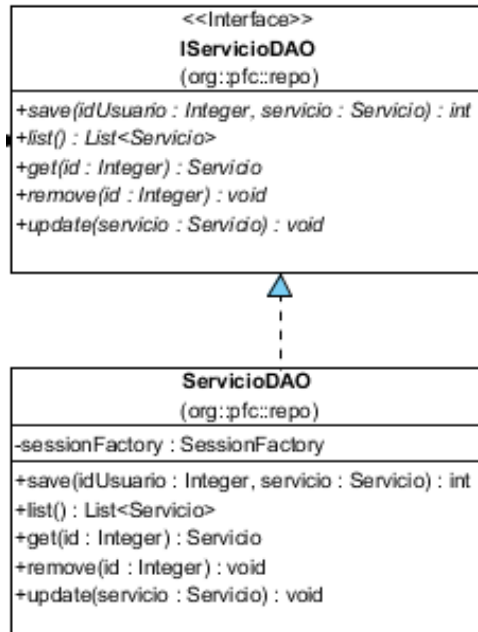 <<Interface>>
IServicioDAO
(org::pfc::repo)
+save(idUsuario : Integer, servicio : Servicio) : int
+list() : List<Servicio>
+get(id : Integer) : Servicio
+remove(id : Integer) : void
+update(servicio : Servicio) : void
ServicioDAO
(org::pfc::repo)
-sessionFactory : SessionFactory
+save(idUsuario : Integer, servicio : Servicio) : int
+list() : List<Servicio>
+get(id : Integer) : Servicio
+remove(id : Integer) : void
+update(servicio : Servicio) : void